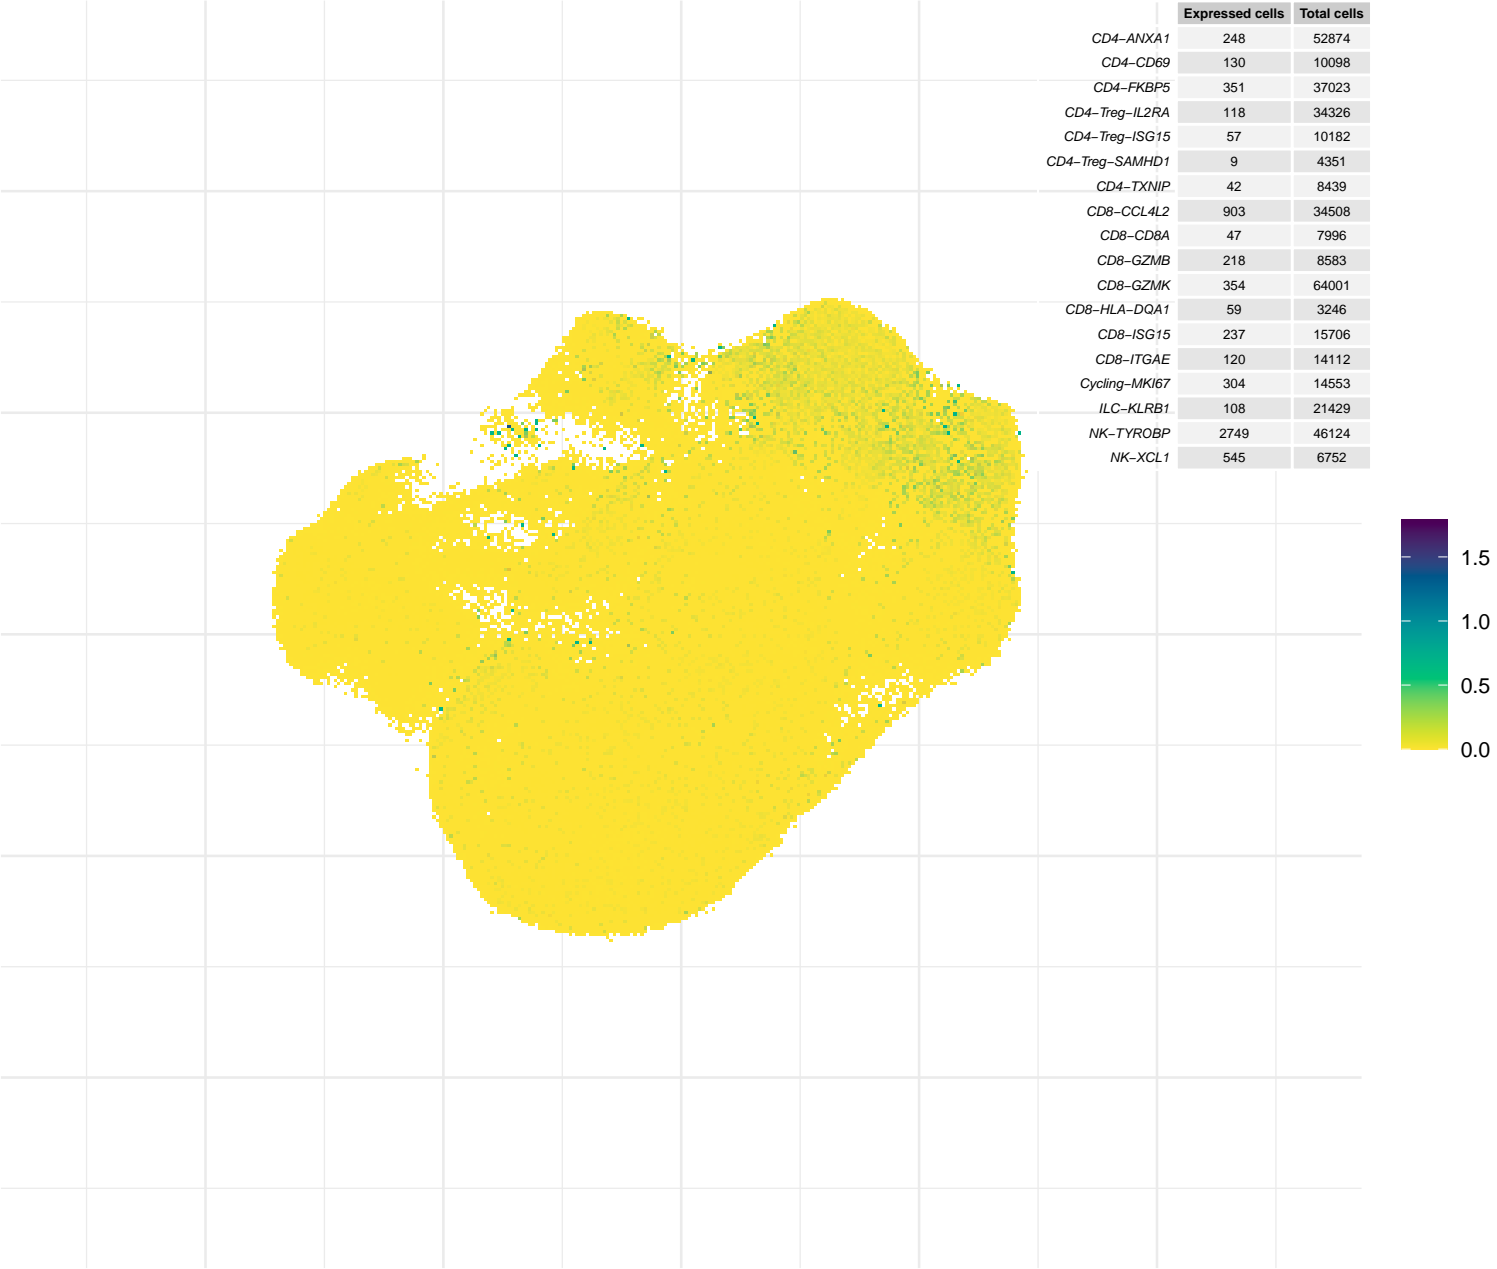 Expressed cells Total cells
CD4−ANXA1 248 52874
CD4−CD69 130 10098
CD4−FKBP5 351 37023
CD4−Treg−IL2RA 118 34326
CD4−Treg−ISG15 57 10182
CD4−Treg−SAMHD1 9 4351
CD4−TXNIP 42 8439
CD8−CCL4L2 903 34508
CD8−CD8A 47 7996
CD8−GZMB 218 8583
CD8−GZMK 354 64001
CD8−HLA−DQA1 59 3246
CD8−ISG15 237 15706
CD8−ITGAE 120 14112
Cycling−MKI67 304 14553
ILC−KLRB1 108 21429
NK−TYROBP 2749 46124
NK−XCL1 545 6752
1.5
1.0
0.5
0.0